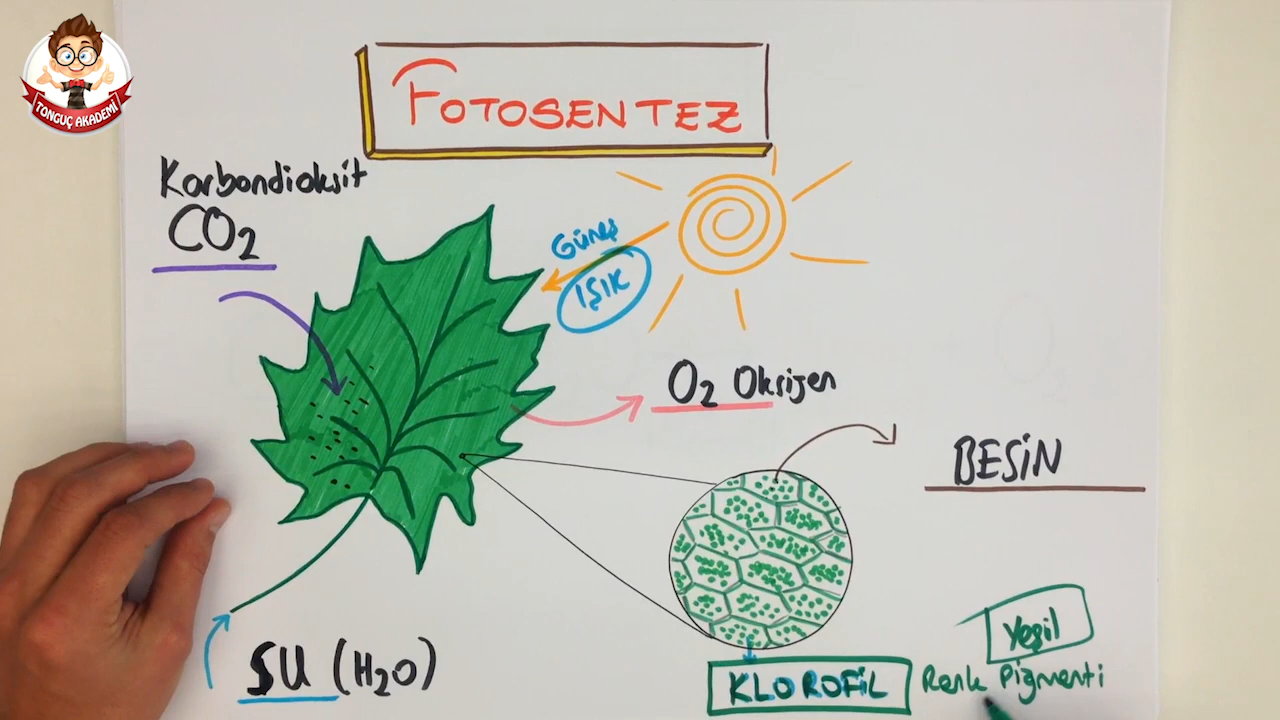 TONGUÇ AKADEMİ
FOTOSENTEZ
Karbondioksit
CO2
Güneş
IŞIK
O2 Oksijen
BESİN
SU (H2O)
KLOROFİL
Yeşil
Renk Pigmenti